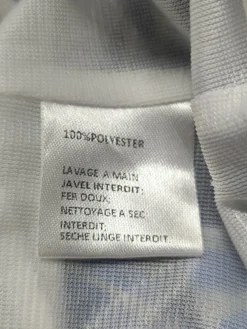 100%POLYESTER
LAVAGE A MAIN
JAVEL INTERDIT;
FER DOUX;
NETTOYAGE A SEC
INTERDIT;
SECHE LINGE INTERDIT